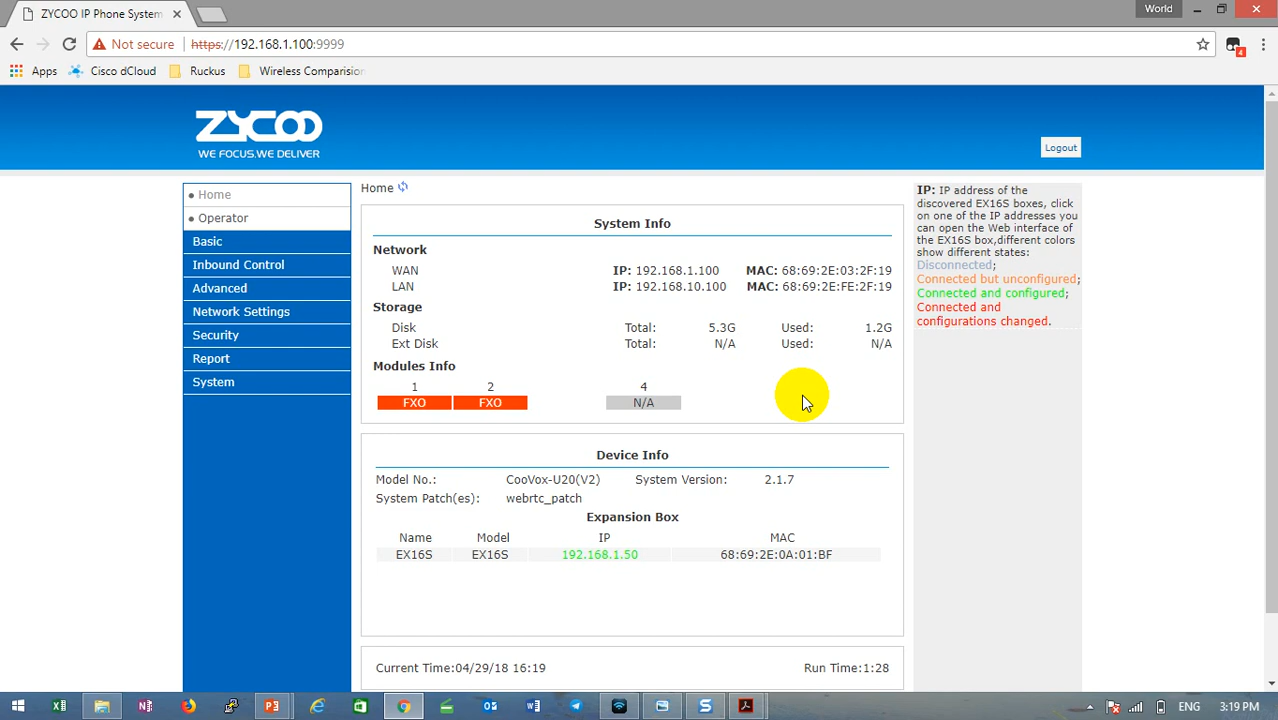 ZYCOO IP Phone System
World
Not secure https://192.168.1.100:9999
4
Apps Cisco dCloud Ruckus Wireless Comparision
ZYCOO
WE FOCUS.WE DELIVER
Logout
Home
Operator
Basic
Inbound Control
Advanced
Network Settings
Security
Report
System
Home
System Info
Network
WAN IP: 192.168.1.100 MAC: 68:69:2E:03:2F:19
LAN IP: 192.168.10.100 MAC: 68:69:2E:FE:2F:19
Storage
Disk Total: 5.3G Used: 1.2G
Ext Disk Total: N/A Used: N/A
Modules Info
1 2 4
FXO FXO N/A
Device Info
Model No.: CooVox-U20(V2) System Version: 2.1.7
System Patch(es): webrtc_patch
Expansion Box
Name Model IP MAC
EX16S EX16S 192.168.1.50 68:69:2E:0A:01:BF
Current Time:04/29/18 16:19 Run Time:1:28
IP: IP address of the
discovered EX16S boxes, click
on one of the IP addresses you
can open the Web interface of
the EX16S box,different colors
show different states:
Disconnected;
Connected but unconfigured;
Connected and configured;
Connected and
configurations changed.
ENG 3:19 PM